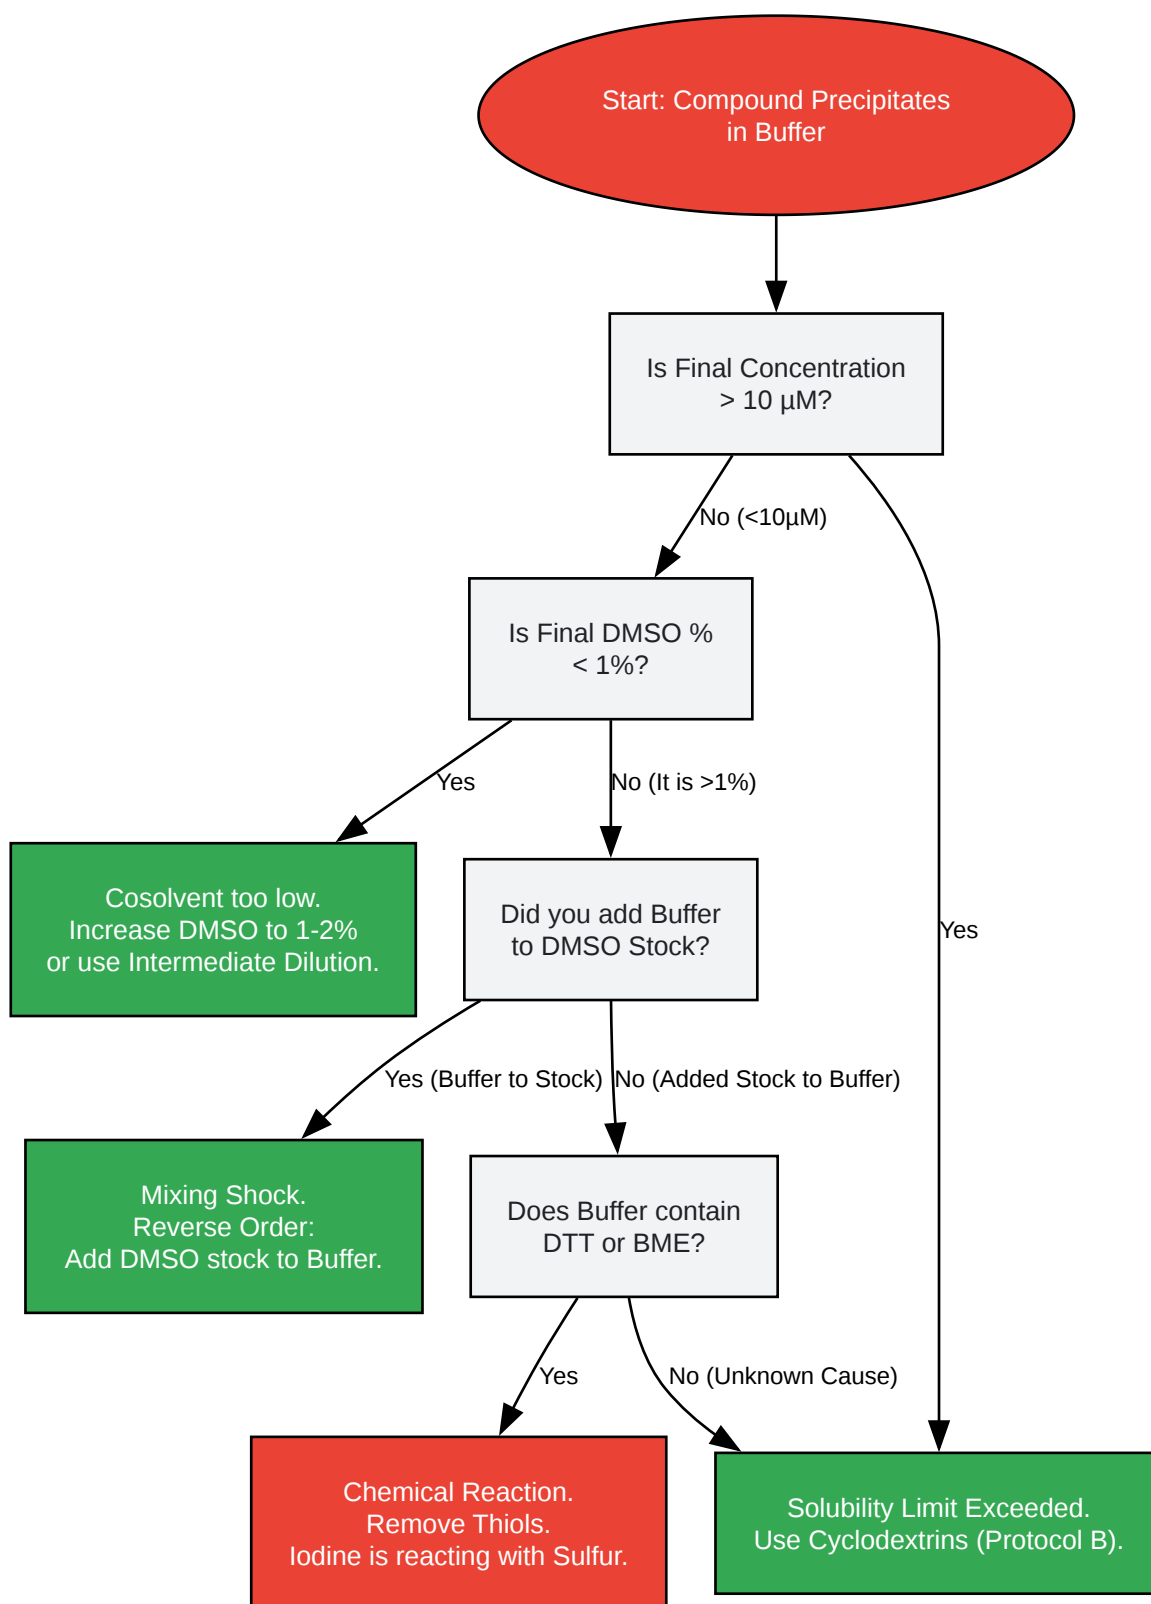 Start: Compound Precipitates
in Buffer
Is Final Concentration
> 10 µM?
No (<10µM)
Is Final DMSO %
< 1%?
Yes
No (It is >1%)
Cosolvent too low.
Increase DMSO to 1-2%
or use Intermediate Dilution.
Did you add Buffer
to DMSO Stock?
Yes
Yes (Buffer to Stock)
No (Added Stock to Buffer)
Mixing Shock.
Reverse Order:
Add DMSO stock to Buffer.
Does Buffer contain
DTT or BME?
Yes
No (Unknown Cause)
Chemical Reaction.
Remove Thiols.
Iodine is reacting with Sulfur.
Solubility Limit Exceeded.
Use Cyclodextrins (Protocol B).